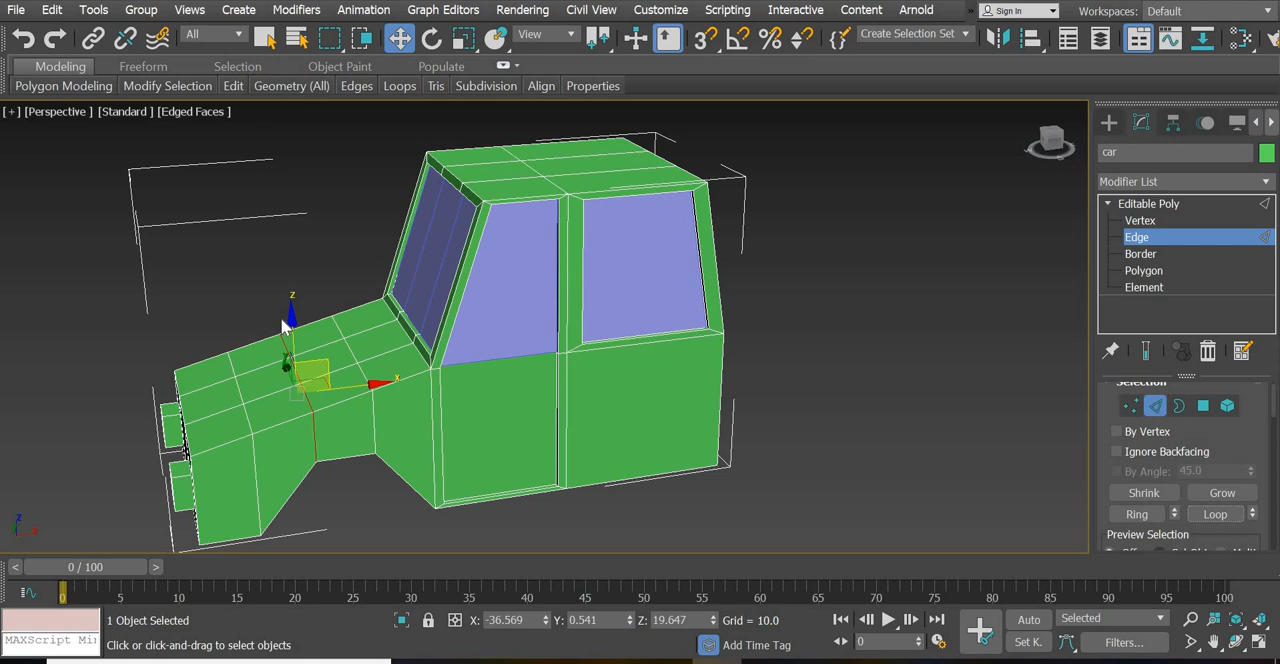 File Edit Tools Group Views Create Modifiers Animation Graph Editors Rendering Civil View Customize Scripting Interactive Content Arnold » Sign In Workspaces: Default
All View Create Selection Set
Modeling Freeform Selection Object Paint Populate
Polygon Modeling Modify Selection Edit Geometry (All) Edges Loops Tris Subdivision Align Properties
[+] [Perspective ] [Standard ] [Edged Faces ]
car
Modifier List
Editable Poly
Vertex
Edge
Border
Polygon
Element
Selection
By Vertex
Ignore Backfacing
By Angle: 45.0
Shrink Grow
Ring Loop
Preview Selection
z
x
z
x
< 0 / 100 >
0 5 10 15 20 25 30 35 40 45 50 55 60 65 70 75 80 85 90 95 100
1 Object Selected X: -36.569 Y: 0.541 Z: 19.647 Grid = 10.0 Auto Selected
MAXScript Min Click or click-and-drag to select objects Add Time Tag 0 Set K. Filters...